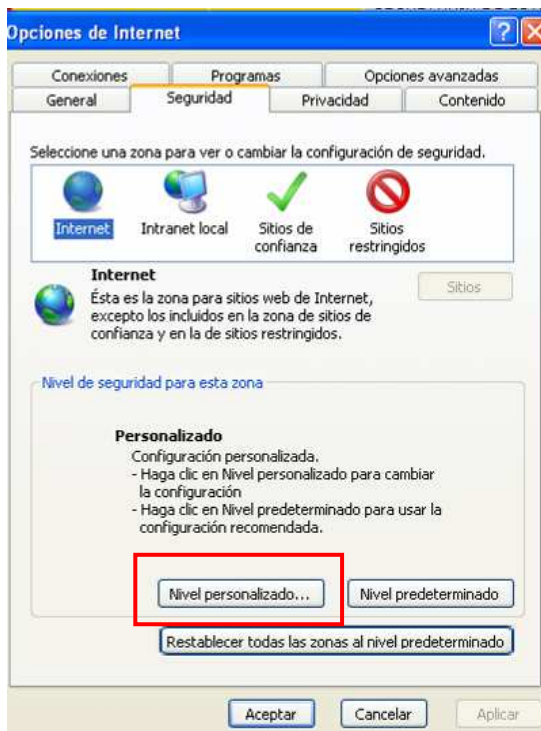 Opciones de Internet
Conexiones Programas Opciones avanzadas
General Seguridad Privacidad Contenido
Seleccione una zona para ver o cambiar la configuración de seguridad.
Internet Intranet local Sitios de confianza Sitios restringidos
Internet
Sitios
Ésta es la zona para sitios web de Internet,
excepto los incluidos en la zona de sitios de
confianza y en la de sitios restringidos.
Nivel de seguridad para esta zona
Personalizado
Configuración personalizada.
- Haga clic en Nivel personalizado para cambiar
la configuración
- Haga clic en Nivel predeterminado para usar la
configuración recomendada.
Nivel personalizado... Nivel predeterminado
Restablecer todas las zonas al nivel predeterminado
Aceptar Cancelar Aplicar